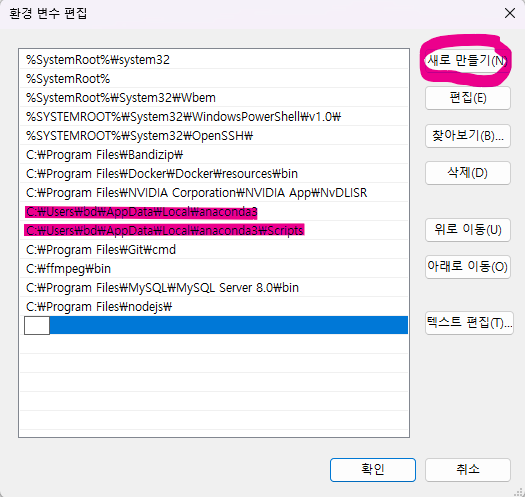 환경 변수 편집
%SystemRoot%₩system32
%SystemRoot%
%SystemRoot%₩System32₩Wbem
%SYSTEMROOT%₩System32₩WindowsPowerShell₩v1.0₩
%SYSTEMROOT%₩System32₩OpenSSH₩
C:₩Program Files₩Bandizip₩
C:₩Program Files₩Docker₩Docker₩resources₩bin
C:₩Program Files₩NVIDIA Corporation₩NVIDIA App₩NvDLISR
C:₩Users₩bd₩AppData₩Local₩anaconda3
C:₩Users₩bd₩AppData₩Local₩anaconda3₩Scripts
C:₩Program Files₩Git₩cmd
C:₩ffmpeg₩bin
C:₩Program Files₩MySQL₩MySQL Server 8.0₩bin
C:₩Program Files₩nodejs₩
새로 만들기(N)
편집(E)
찾아보기(B)...
삭제(D)
위로 이동(U)
아래로 이동(O)
텍스트 편집(T)...
확인
취소